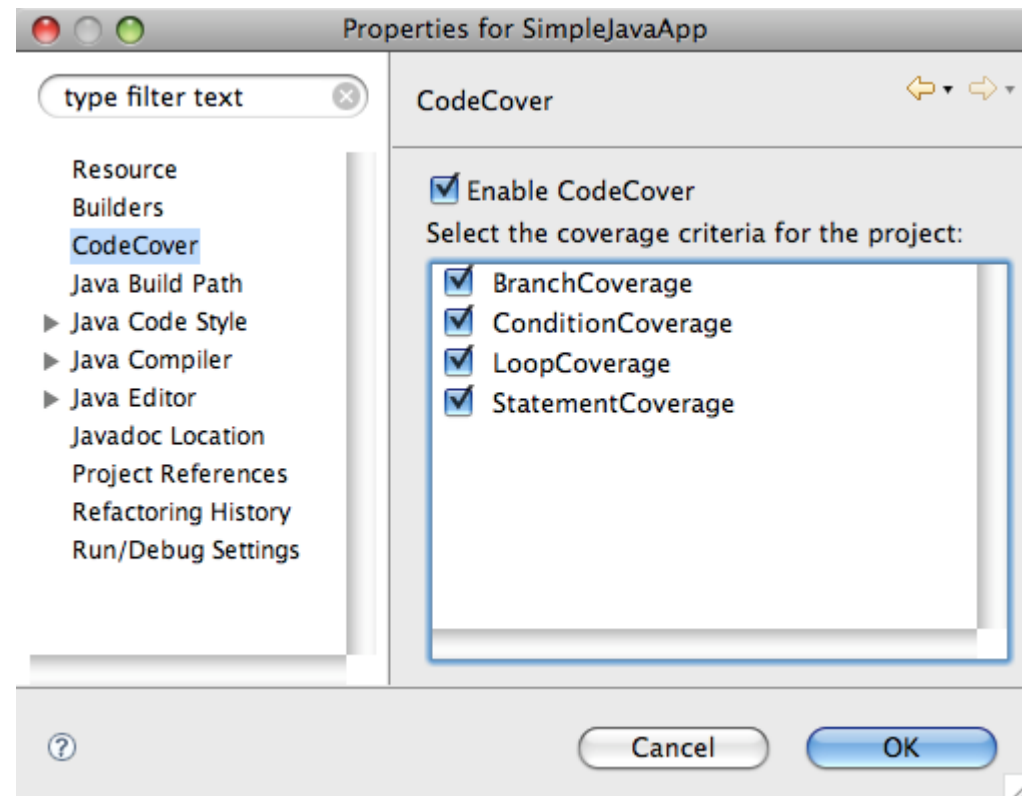 Properties for SimpleJavaApp
type filter text
Resource
Builders
CodeCover
Java Build Path
Java Code Style
Java Compiler
Java Editor
Javadoc Location
Project References
Refactoring History
Run/Debug Settings
CodeCover
Enable CodeCover
Select the coverage criteria for the project:
BranchCoverage
ConditionCoverage
LoopCoverage
StatementCoverage
?
Cancel
OK